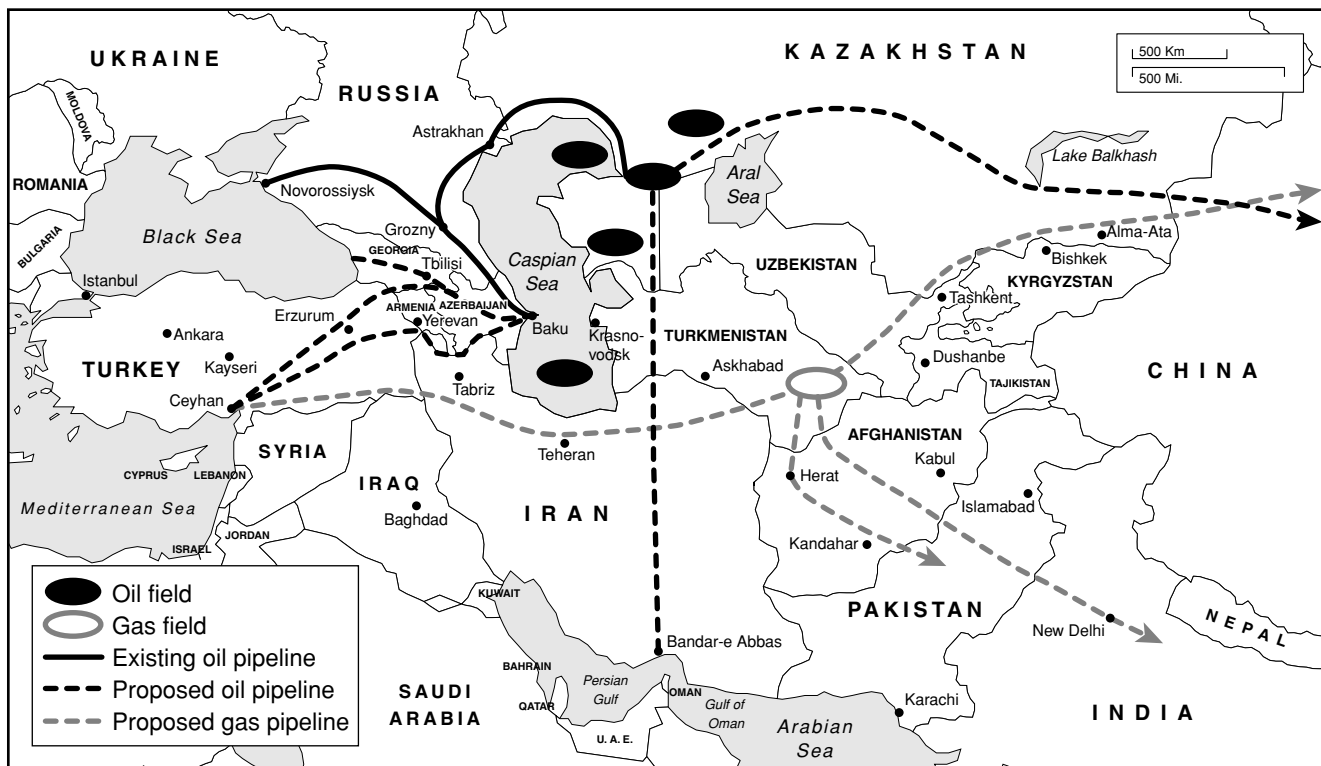 UKRAINE
KAZAKHSTAN
500 Km
500 Mi.
RUSSIA
MOLDOVA
Astrakhan
Lake Balkhash
ROMANIA
Novorossiysk
Aral
Sea
BULGARIA
Black Sea
Grozny
GEORGIA
Tbilisi
Caspian
Sea
UZBEKISTAN
Alma-Ata
Bishkek
KYRGYZSTAN
Istanbul
Erzurum
ARMENIA
AZERBAIJAN
Yerevan
Baku
Krasno-
vodsk
TURKMENISTAN
Tashkent
Ankara
Kayseri
TURKEY
Tabriz
Askhabad
Dushanbe
TAJIKISTAN
CHINA
Ceyhan
SYRIA
Teheran
AFGHANISTAN
Kabul
CYPRUS
LEBANON
IRAQ
Herat
Islamabad
Mediterranean Sea
Baghdad
IRAN
JORDAN
ISRAEL
Kandahar
KUWAIT
PAKISTAN
New Delhi
NEPAL
Bandar-e Abbas
BAHRAIN
Persian
Gulf
QATAR
OMAN
Gulf of
Oman
SAUDI
ARABIA
U. A. E.
Arabian
Sea
Karachi
INDIA
Oil field
Gas field
Existing oil pipeline
Proposed oil pipeline
Proposed gas pipeline